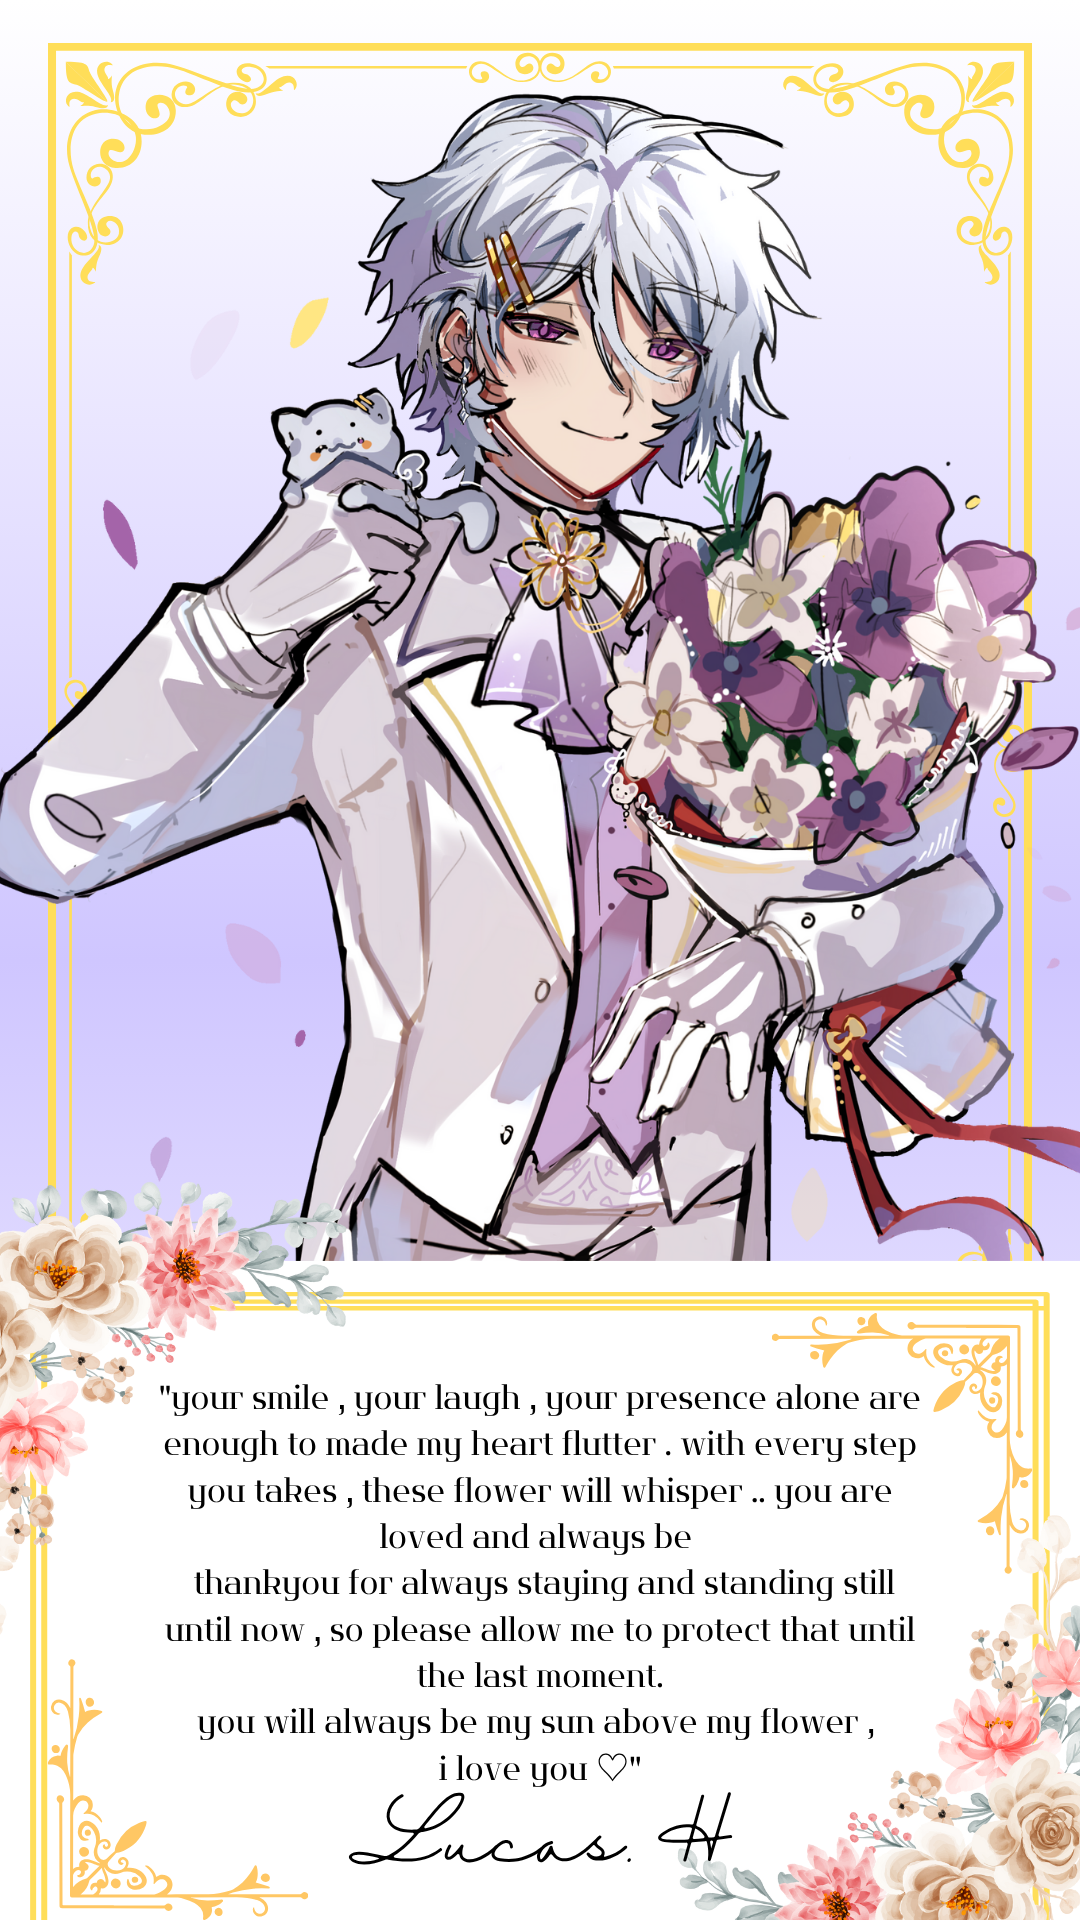 "your smile , your laugh , your presence alone are
enough to made my heart flutter . with every step
you takes , these flower will whisper .. you are
loved and always be
thankyou for always staying and standing still
until now , so please allow me to protect that until
the last moment.
you will always be my sun above my flower ,
i love you ♡"
Lucas. H